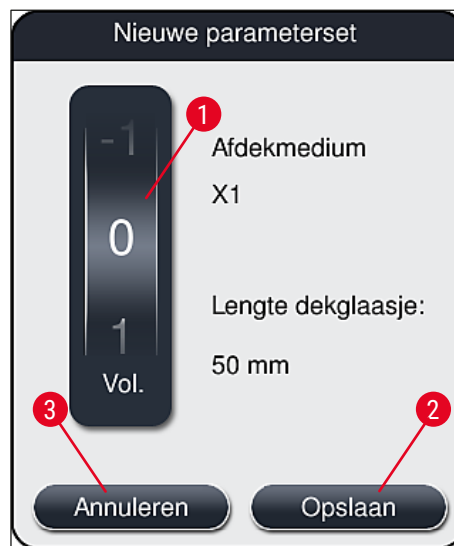 Nieuwe parameterset
1
-1
Afdekmedium
X1
0
Lengte dekglaasje:
1
50 mm
Vol.
3
2
Annuleren
Opslaan